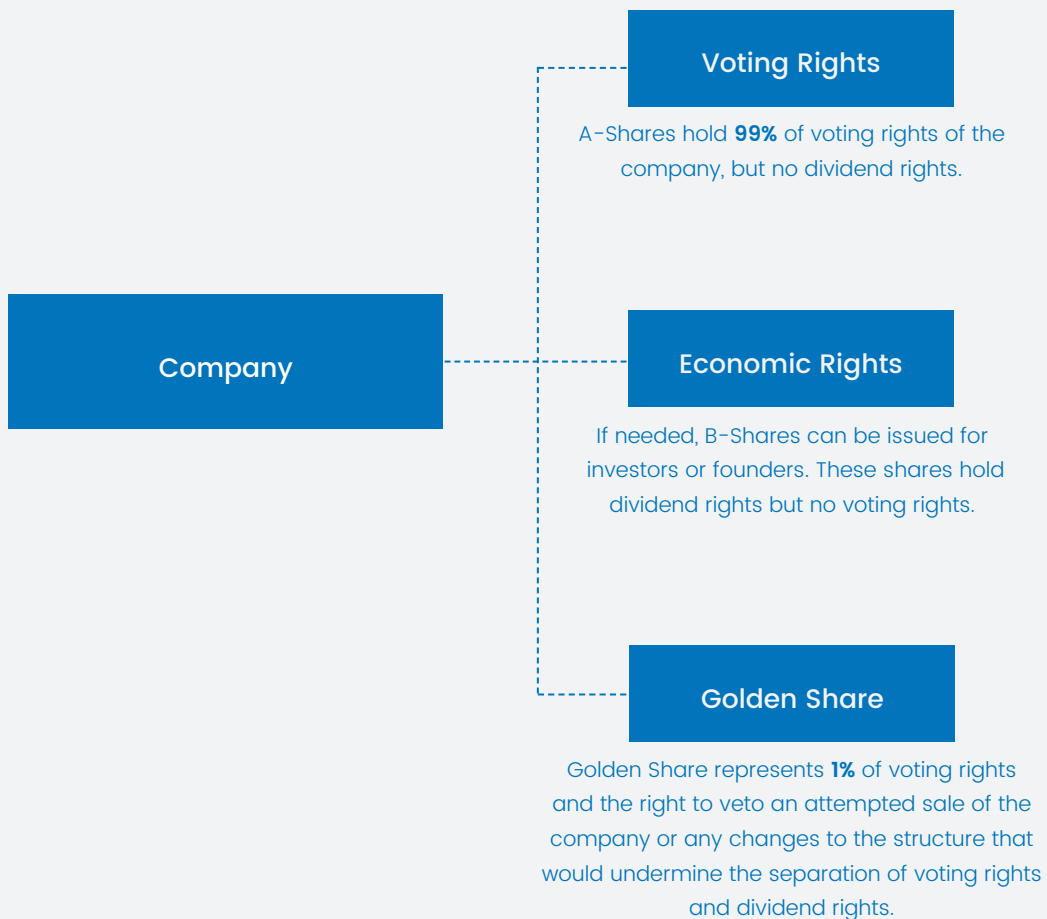 Voting Rights
A-Shares hold 99% of voting rights of the
company, but no dividend rights.
Company
Economic Rights
If needed, B-Shares can be issued for
investors or founders. These shares hold
dividend rights but no voting rights.
Golden Share
Golden Share represents 1% of voting rights
and the right to veto an attempted sale of the
company or any changes to the structure that
would undermine the separation of voting rights
and dividend rights.